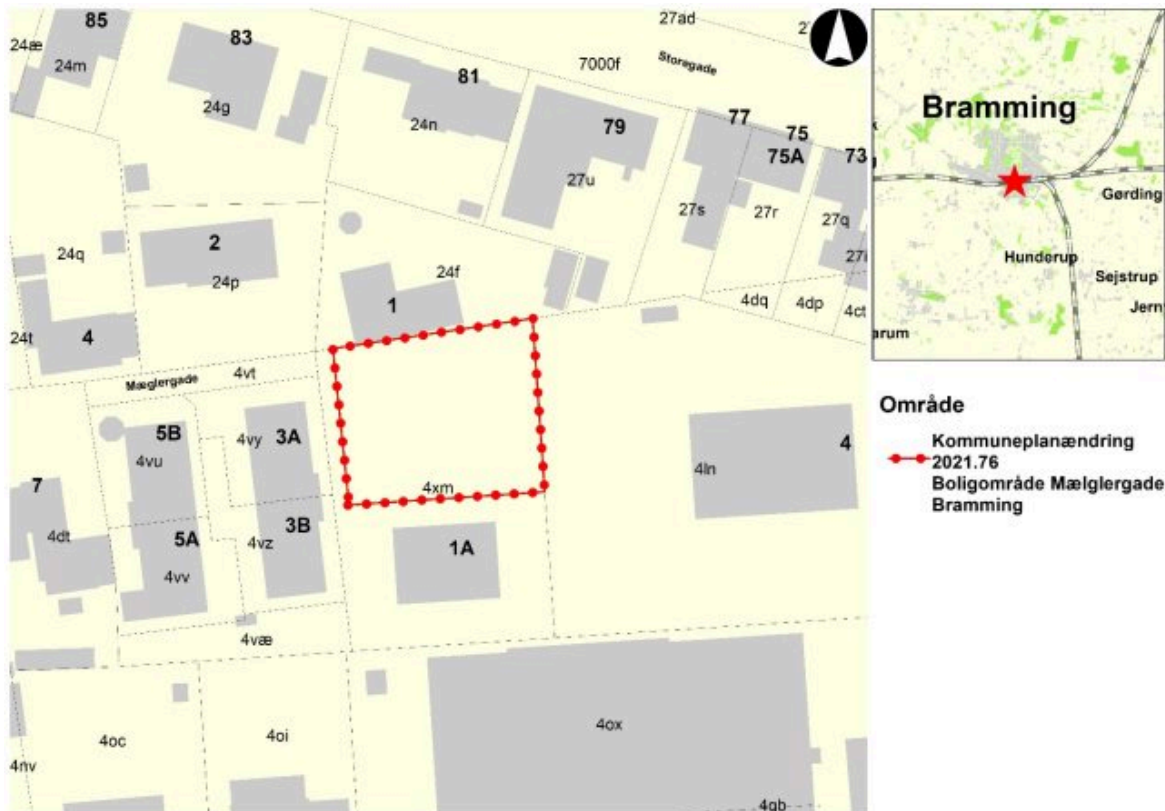 85
83
27ad
24æ
24m
81
7000f
Storegade
24g
24n
79
77
75
75A
73
27u
27s
27r
27q
24q
2
24p
24f
4dq
4dp
4ct
24t
4
1
Mæglergade
4vt
5B
4vu
4vy
3A
4
4ln
7
4xm
4dt
5A
4vz
3B
1A
4vv
4væ
4ox
4oc
4oi
4nv
4gb
Bramming
Gørding
Hunderup
Sejstrup
Jern
arum
Område
Kommuneplanændring
2021.76
Boligområde Mælglergade
Bramming